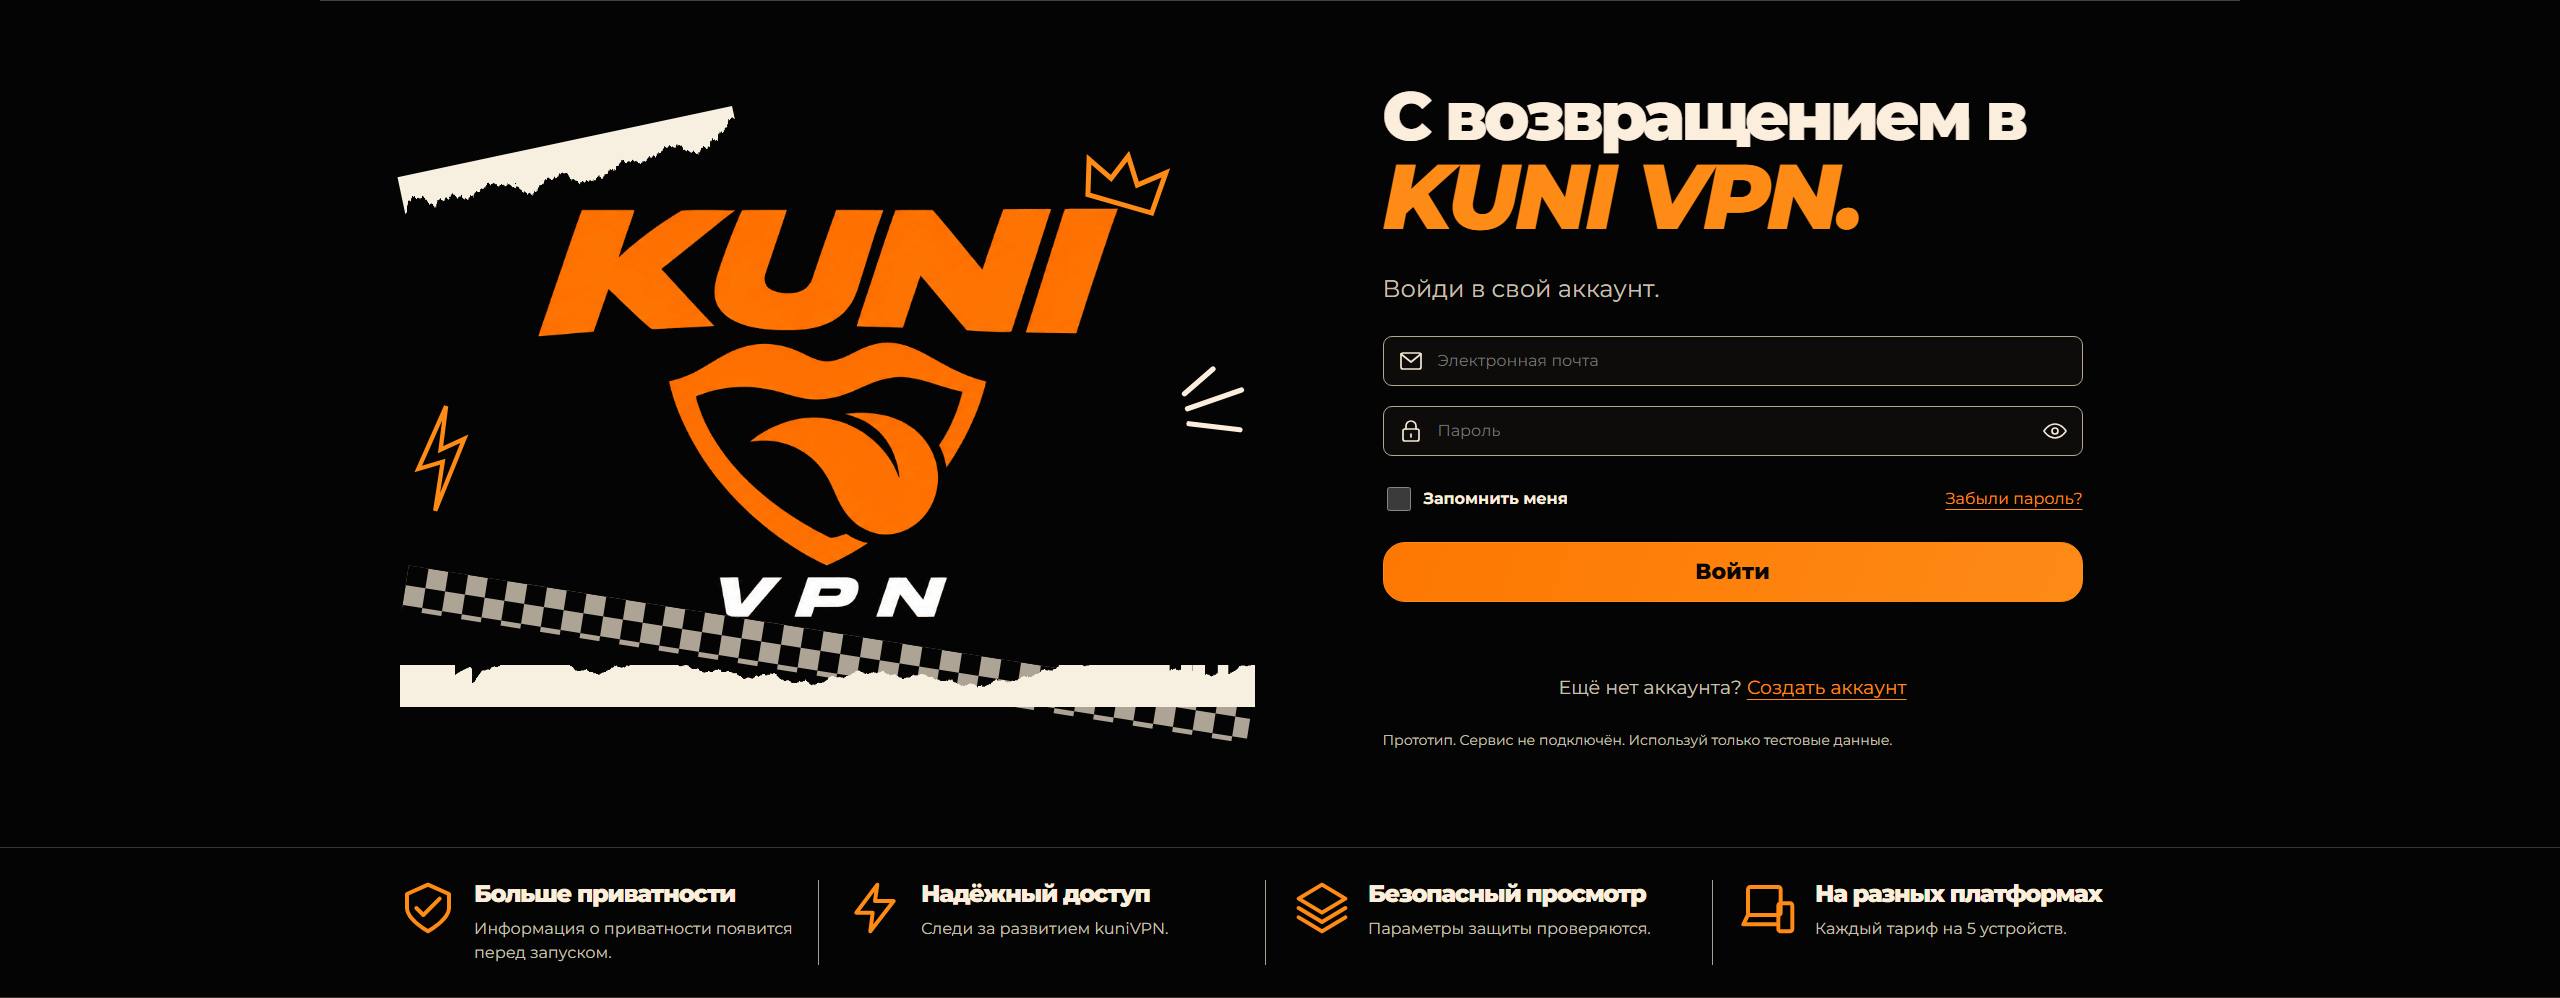 KUNI
VPN
С возвращением в
KUNI VPN.
Войди в свой аккаунт.
Электронная почта
Пароль
Запомнить меня
Забыли пароль?
Войти
Ещё нет аккаунта? Создать аккаунт
Прототип. Сервис не подключён. Используй только тестовые данные.
Больше приватности
Информация о приватности появится
перед запуском.
Надёжный доступ
Следи за развитием kuniVPN.
Безопасный просмотр
Параметры защиты проверяются.
На разных платформах
Каждый тариф на 5 устройств.